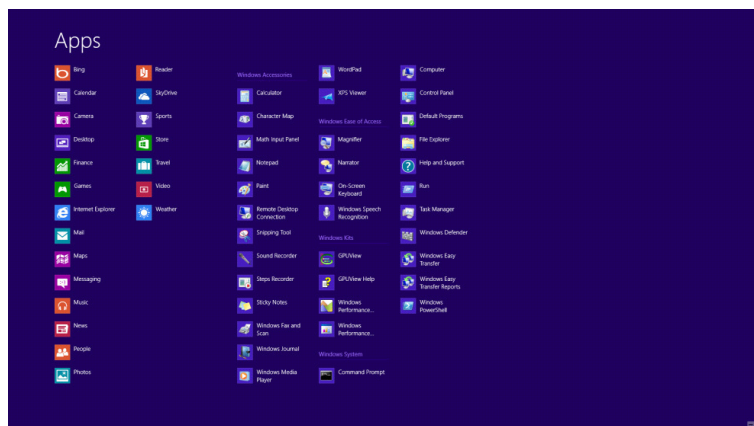 Apps
Bing
Calendar
Camera
Desktop
Finance
Games
Internet Explorer
Mail
Maps
Messaging
Music
News
People
Photos
Reader
SkyDrive
Sports
Store
Travel
Video
Weather
Windows Accessories
Calculator
Character Map
Math Input Panel
Notepad
Paint
Remote Desktop
Connection
Snipping Tool
Sound Recorder
Steps Recorder
Sticky Notes
Windows Fax and
Scan
Windows Journal
Windows Media
Player
WordPad
XPS Viewer
Windows Ease of Access
Magnifier
Narrator
On-Screen
Keyboard
Windows Speech
Recognition
Windows Kits
GPUView
GPUView Help
Windows
Performance...
Windows
Performance...
Windows System
Command Prompt
Computer
Control Panel
Default Programs
File Explorer
Help and Support
Run
Task Manager
Windows Defender
Windows Easy
Transfer
Windows Easy
Transfer Reports
Windows
PowerShell